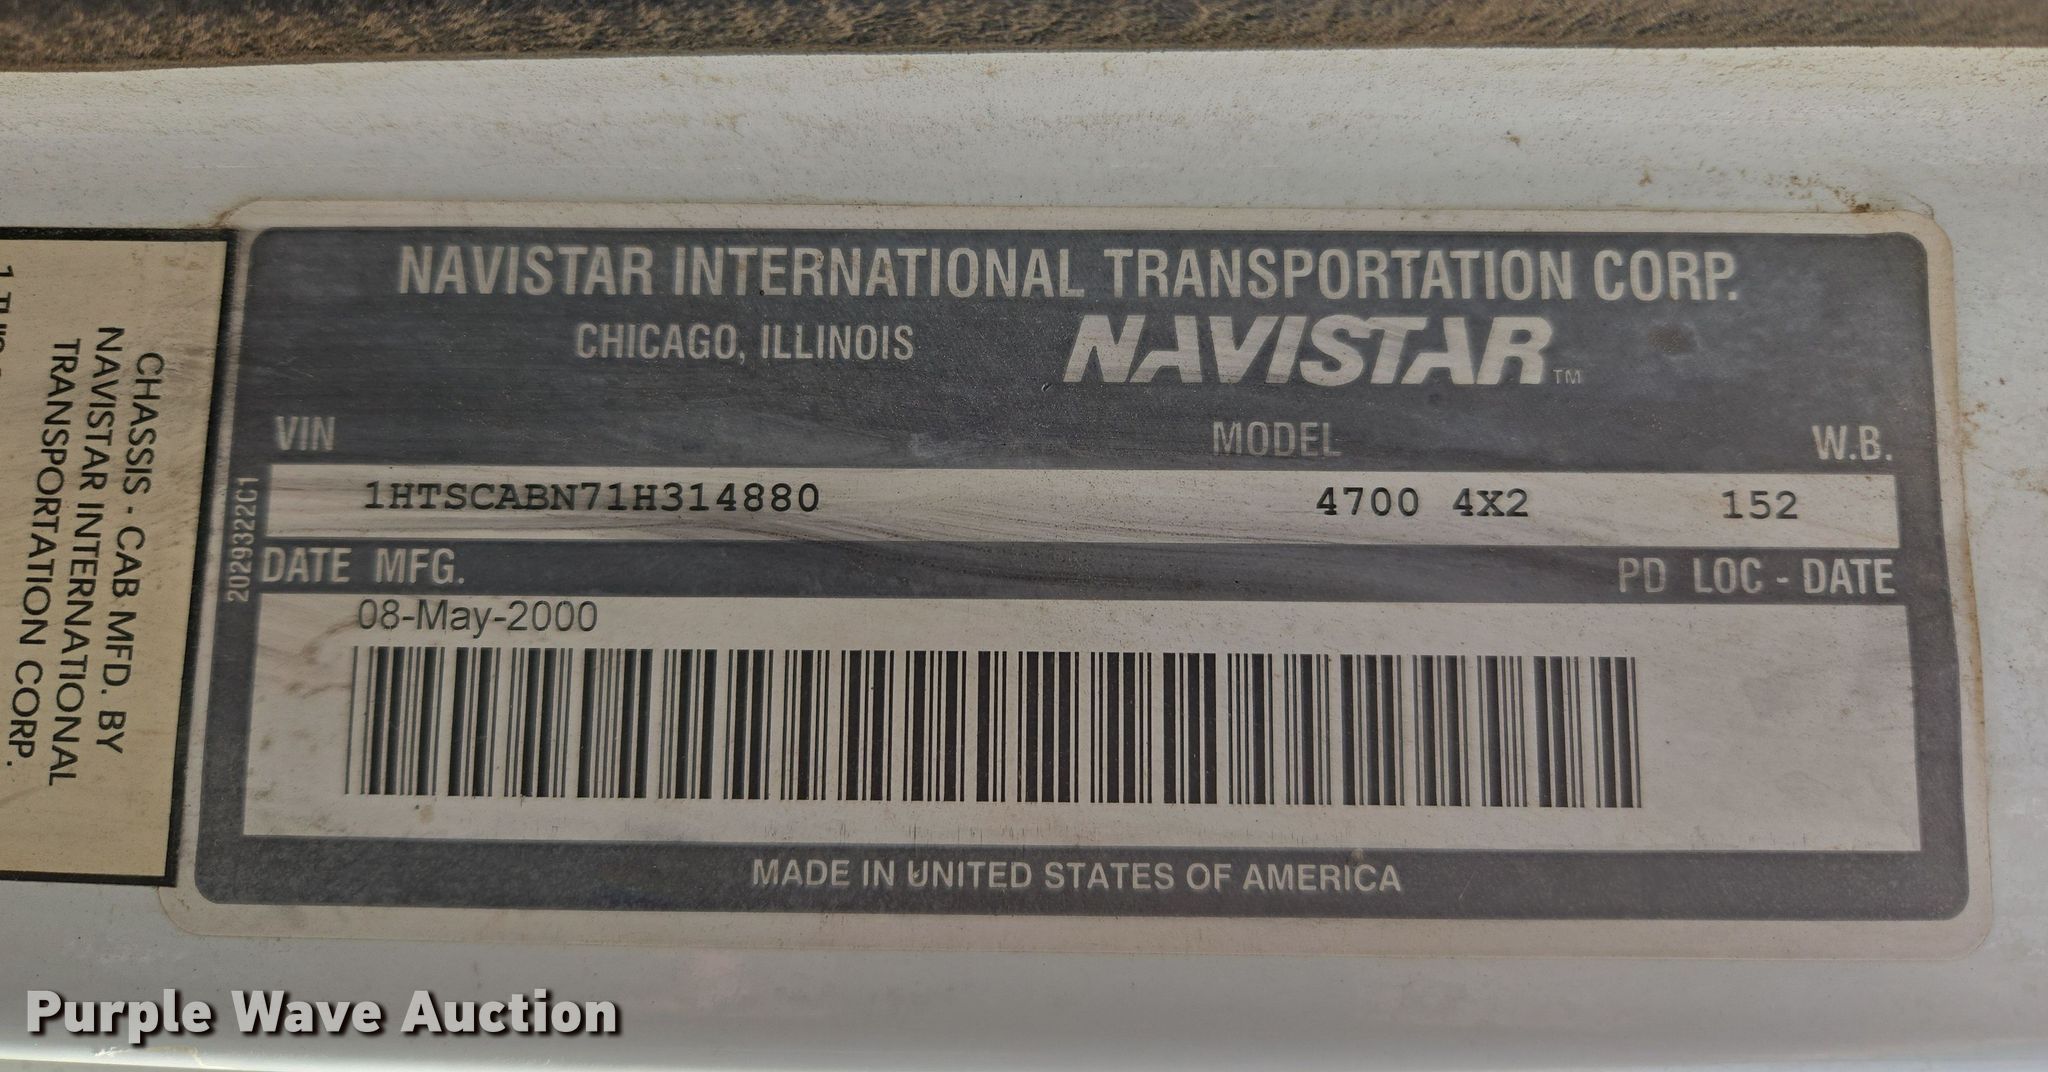 NAVISTAR INTERNATIONAL TRANSPORTATION CORP.
CHICAGO, ILLINOIS NAVISTAR™
VIN MODEL W.B.
1HTSCABN71H314880 4700 4X2 152
DATE MFG. PD LOC - DATE
08-May-2000
MADE IN UNITED STATES OF AMERICA
2029322C1
CHASSIS - CAB MFD. BY
NAVISTAR INTERNATIONAL
TRANSPORTATION CORP.
Purple Wave Auction